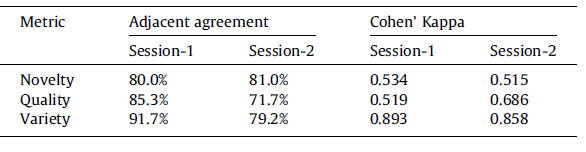 Metric Adjacent agreement Cohen' Kappa
Session-1 Session-2 Session-1 Session-2
Novelty 80.0% 81.0% 0.534 0.515
Quality 85.3% 71.7% 0.519 0.686
Variety 91.7% 79.2% 0.893 0.858